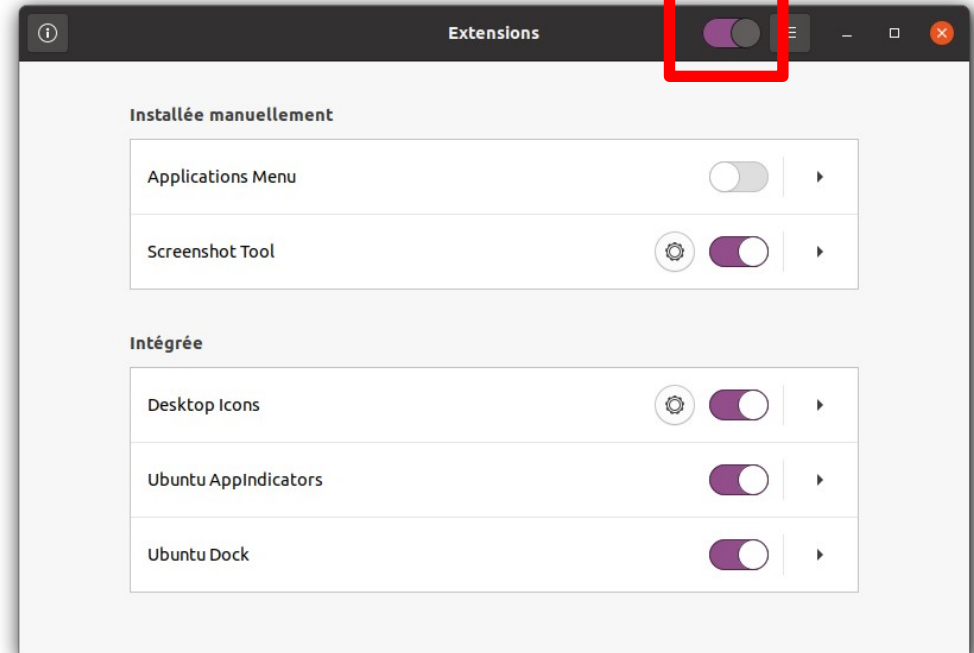 Extensions
Installée manuellement
Applications Menu
Screenshot Tool
Intégrée
Desktop Icons
Ubuntu AppIndicators
Ubuntu Dock